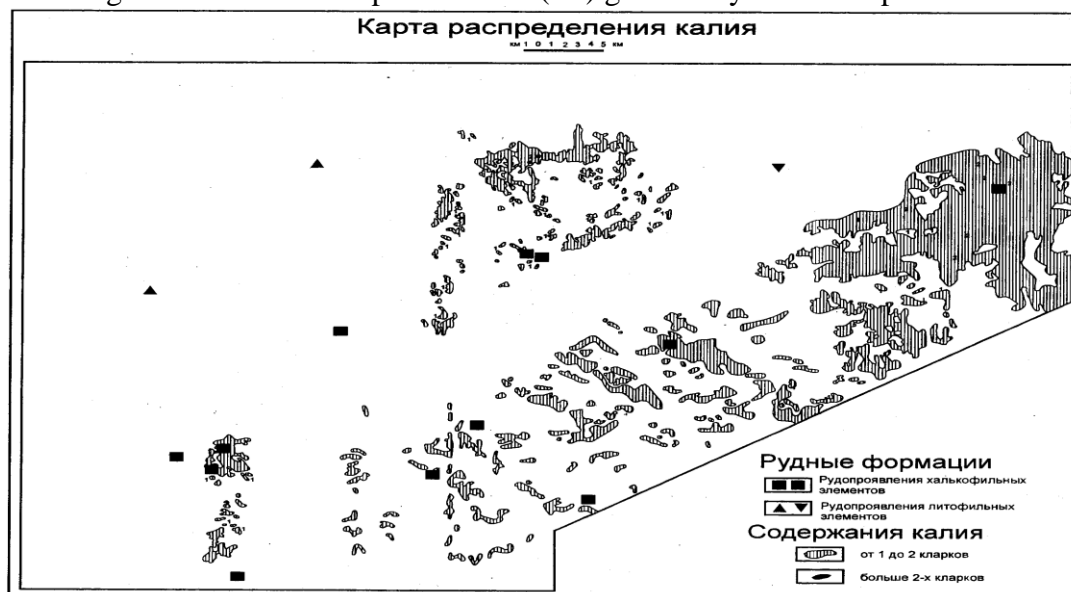 Карта распределения калия
км 1 0 1 2 3 4 5 км
Рудные формации
Рудопроявления халькофильных
элементов
Рудопроявления литофильных
элементов
Содержания калия
от 1 до 2 кларков
больше 2-х кларков